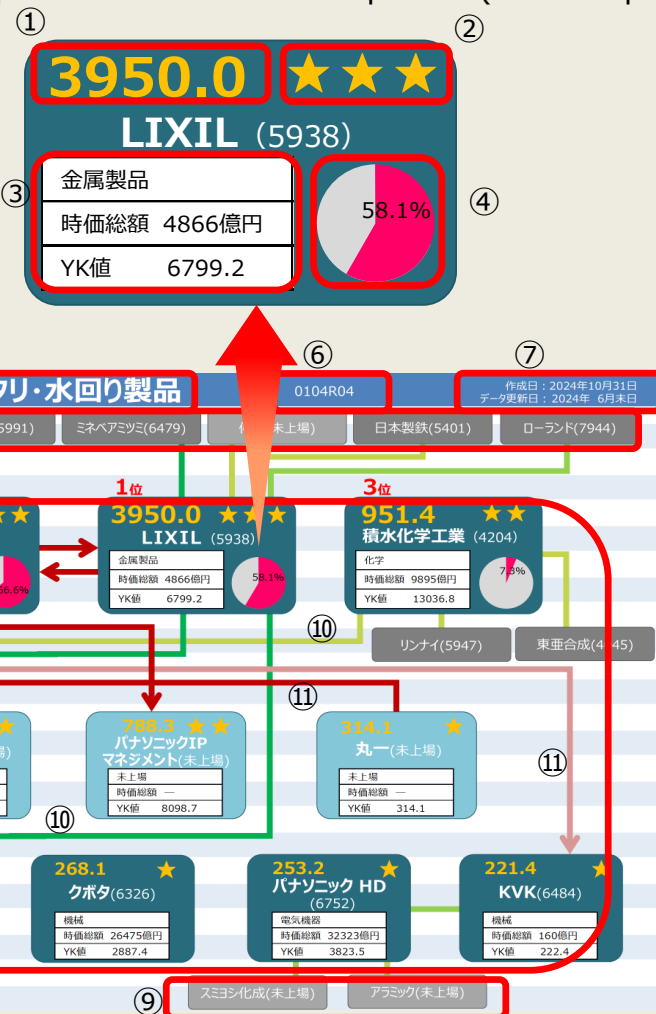 ①
②
3950.0 ★★★
LIXIL（5938）
③
金属製品
時価総額 4866億円
YK値 6799.2
58.1%
④
⑥
⑦
クリ・水回り製品
0104R04
作成日：2024年10月31日
データ更新日：2024年 6月末日
5991)
ミネベアミツミ(6479)
未上場)
日本製鉄(5401)
ローランド(7944)
1位
3950.0 ★★★
LIXIL (5938)
金属製品
時価総額 4866億円
YK値 6799.2
58.1%
3位
951.4 ★★
積水化学工業 (4204)
化学
時価総額 9895億円
YK値 13036.8
7.3%
66.6%
⑩
リンナイ(5947)
東亜合成(4045)
⑪
788.3 ★★
パナソニックIP
マネジメント(未上場)
未上場
時価総額 ―
YK値 8098.7
314.1 ★
丸一(未上場)
未上場
時価総額 ―
YK値 314.1
⑪
⑩
268.1 ★
クボタ(6326)
機械
時価総額 26475億円
YK値 2887.4
253.2 ★
パナソニック HD
(6752)
電気機器
時価総額 32323億円
YK値 3823.5
221.4 ★
KVK(6484)
機械
時価総額 160億円
YK値 222.4
⑨
スミヨシ化成(未上場)
アラミック(未上場)